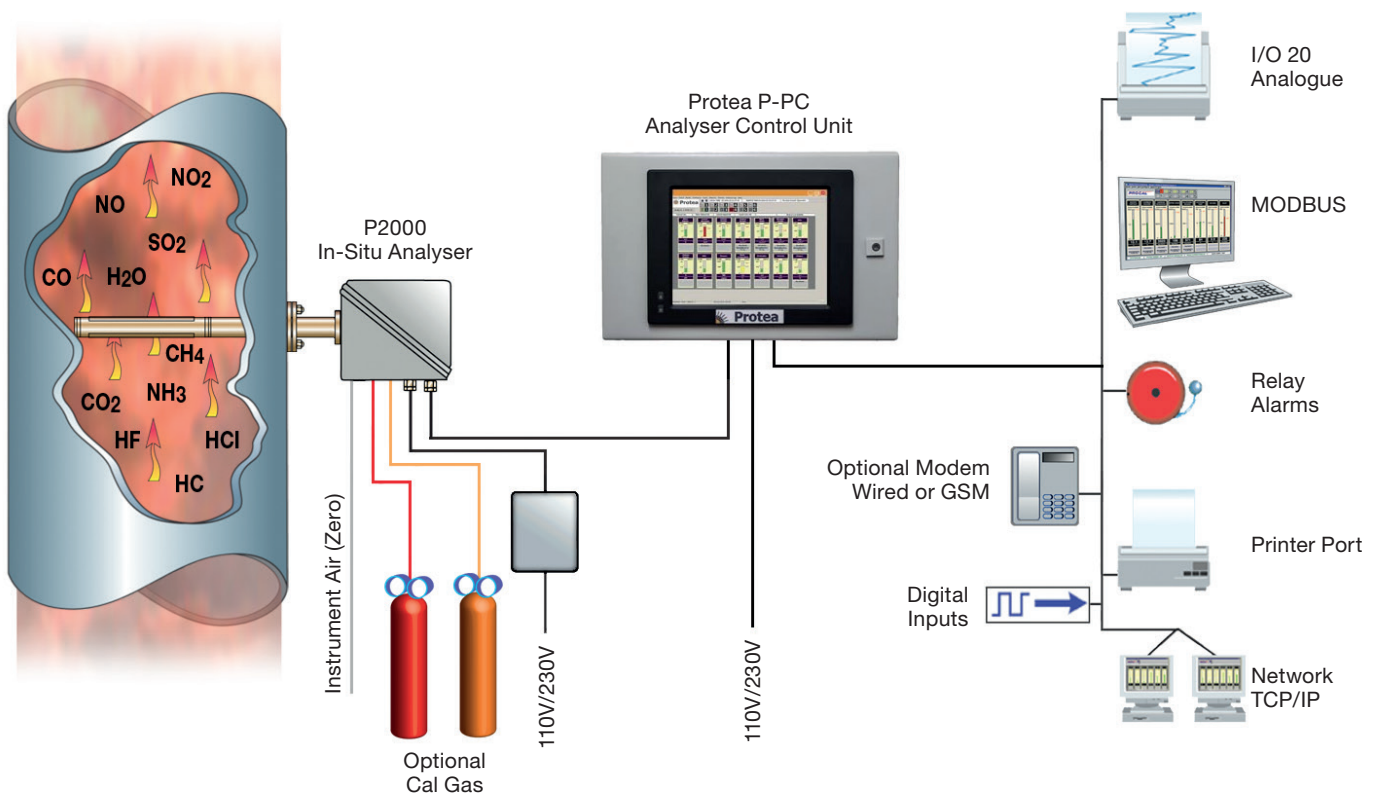 NO2
NO
SO2
CO
H2O
CH4
CO2
NH3
HF
HCl
HC
P2000
In-Situ Analyser
Instrument Air (Zero)
Optional
Cal Gas
110V/230V
Protea P-PC
Analyser Control Unit
Protea
Protea
110V/230V
I/O 20
Analogue
MODBUS
Relay
Alarms
Optional Modem
Wired or GSM
Printer Port
Digital
Inputs
Network
TCP/IP